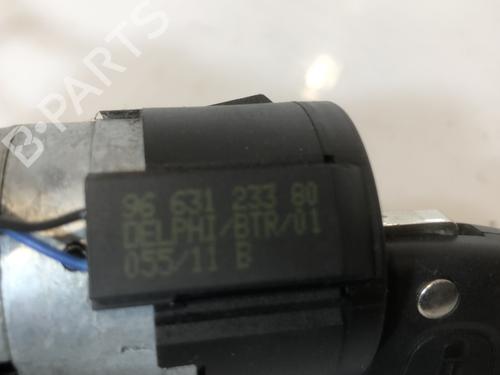 B-PARTS
96 631 233 80
DELPHI/BTR/01
055/11 B